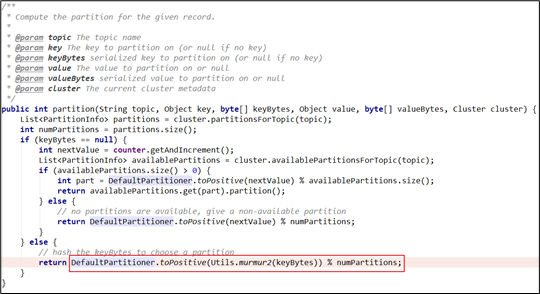 /**
 * Compute the partition for the given record.
 *
 * @param topic The topic name
 * @param key The key to partition on (or null if no key)
 * @param keyBytes serialized key to partition on (or null if no key)
 * @param value The value to partition on or null
 * @param valueBytes serialized value to partition on or null
 * @param cluster The current cluster metadata
 */
public int partition(String topic, Object key, byte[] keyBytes, Object value, byte[] valueBytes, Cluster cluster) {
    List<PartitionInfo> partitions = cluster.partitionsForTopic(topic);
    int numPartitions = partitions.size();
    if (keyBytes == null) {
        int nextValue = counter.getAndIncrement();
        List<PartitionInfo> availablePartitions = cluster.availablePartitionsForTopic(topic);
        if (availablePartitions.size() > 0) {
            int part = DefaultPartitioner.toPositive(nextValue) % availablePartitions.size();
            return availablePartitions.get(part).partition();
        } else {
            // no partitions are available, give a non-available partition
            return DefaultPartitioner.toPositive(nextValue) % numPartitions;
        }
    } else {
        // hash the keyBytes to choose a partition
        return DefaultPartitioner.toPositive(Utils.murmur2(keyBytes)) % numPartitions;
    }
}